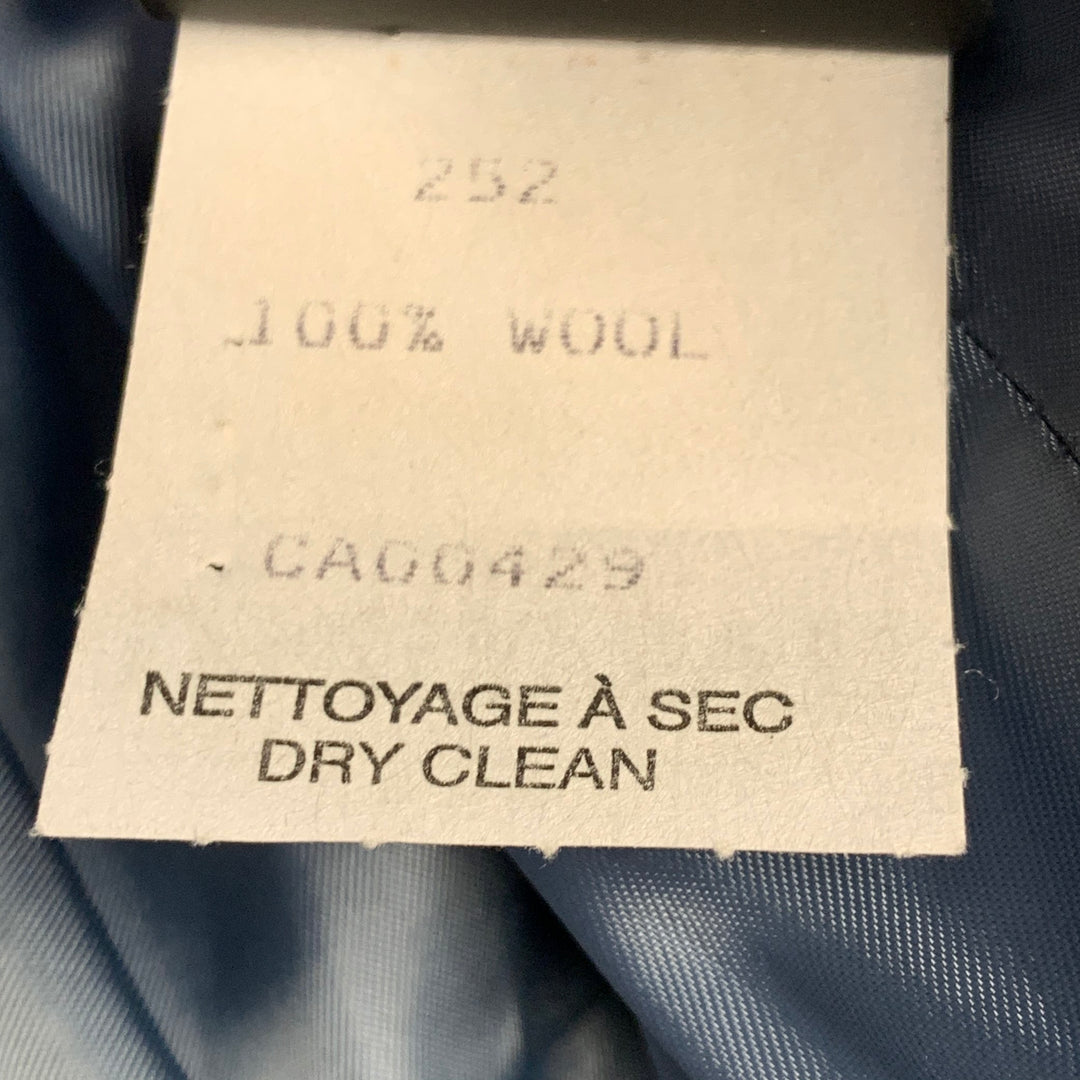 252
100% WOOL
CA00429
NETTOYAGE À SEC
DRY CLEAN